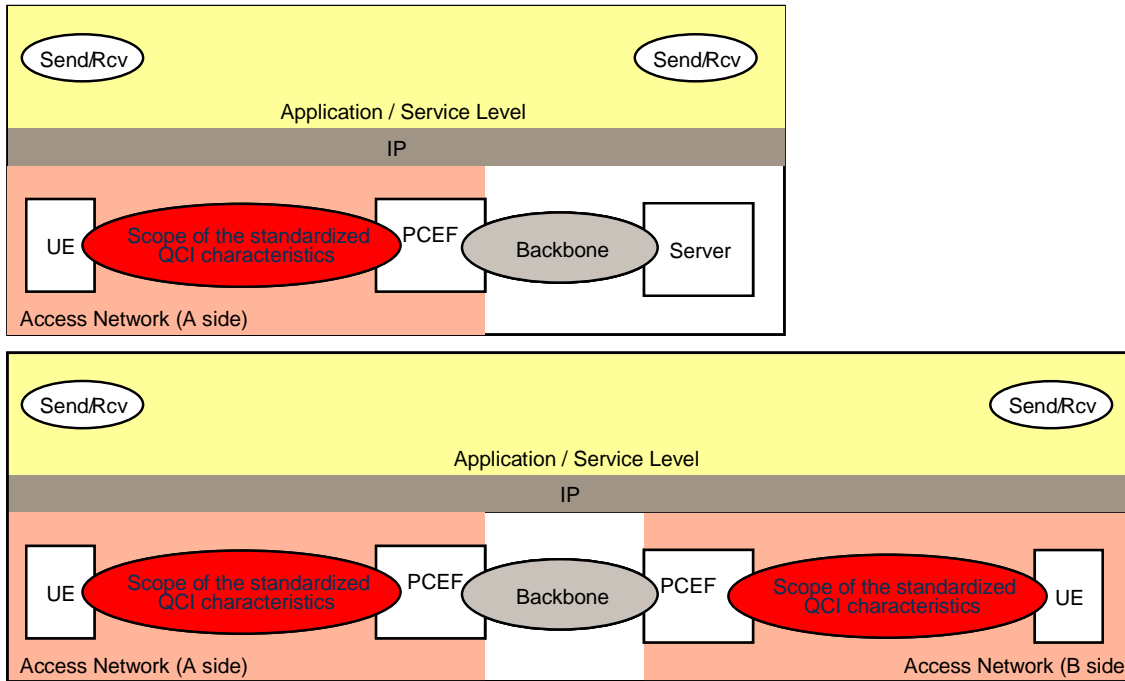 Send/Rcv
Send/Rcv
Application / Service Level
IP
UE
Scope of the standardized
QCI characteristics
PCEF
Backbone
Server
Access Network (A side)
Send/Rcv
Send/Rcv
Application / Service Level
IP
UE
Scope of the standardized
QCI characteristics
PCEF
Backbone
PCEF
Scope of the standardized
QCI characteristics
UE
Access Network (A side)
Access Network (B side